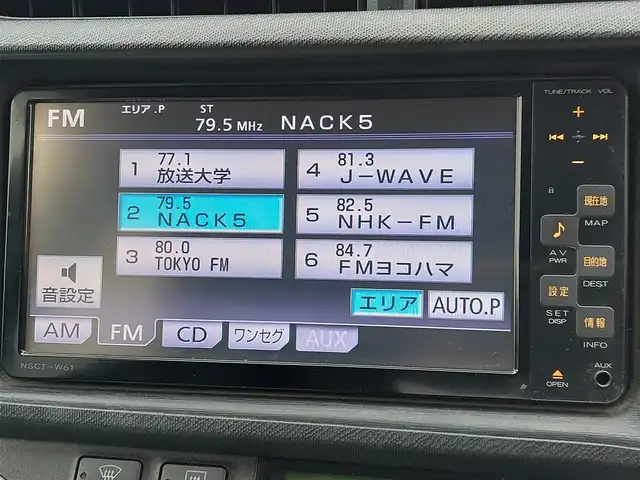 FM
エリア.P
ST
79.5 MHz NACK5
1 77.1 放送大学
2 79.5 NACK5
3 80.0 TOKYO FM
4 81.3 J-WAVE
5 82.5 NHK-FM
6 84.7 FMヨコハマ
音設定
エリア
AUTO.P
AM
FM
CD
ワンセグ
AUX
NSCT-W61
TUNE/TRACK VOL
+
-
現在地
MAP
AV
PWR
目的地
DEST
設定
SET
DISP
情報
INFO
OPEN
AUX